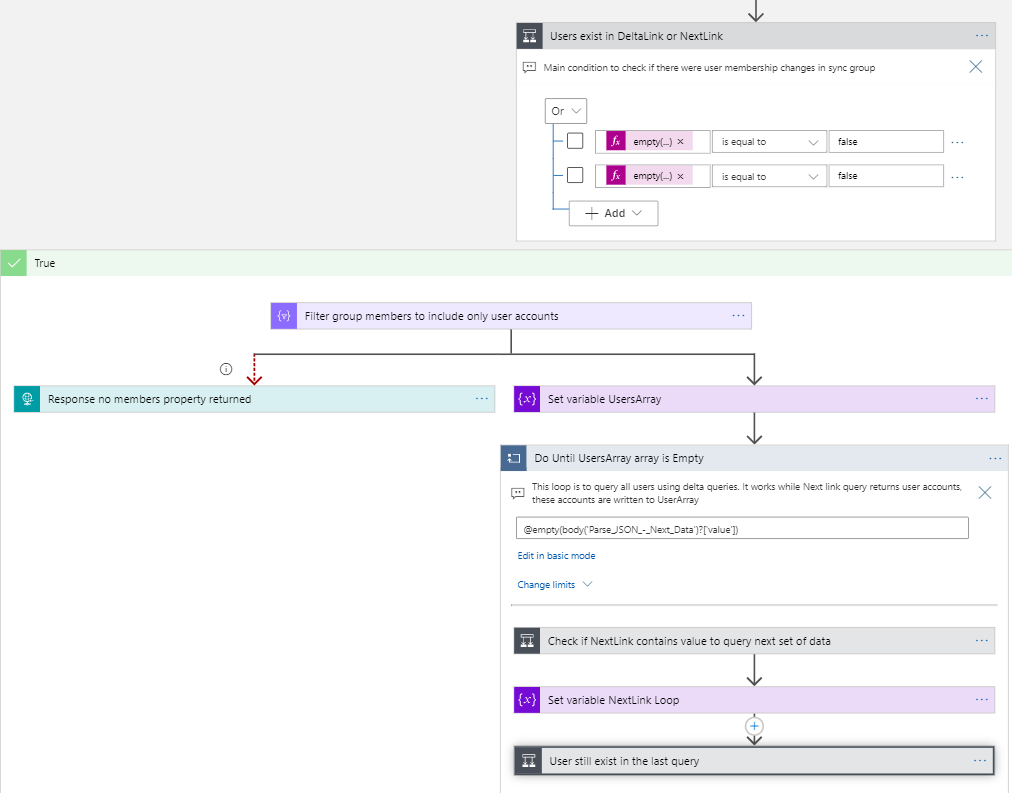 Users exist in DeltaLink or NextLink
Main condition to check if there were user membership changes in sync group
Or
empty(...) is equal to false
empty(...) is equal to false
Add
True
Filter group members to include only user accounts
Response no members property returned
Set variable UsersArray
Do Until UsersArray array is Empty
This loop is to query all users using delta queries. It works while Next link query returns user accounts,
these accounts are written to UserArray
@empty(body('Parse_JSON_-_Next_Data')?['value'])
Edit in basic mode
Change limits
Check if NextLink contains value to query next set of data
Set variable NextLink Loop
User still exist in the last query